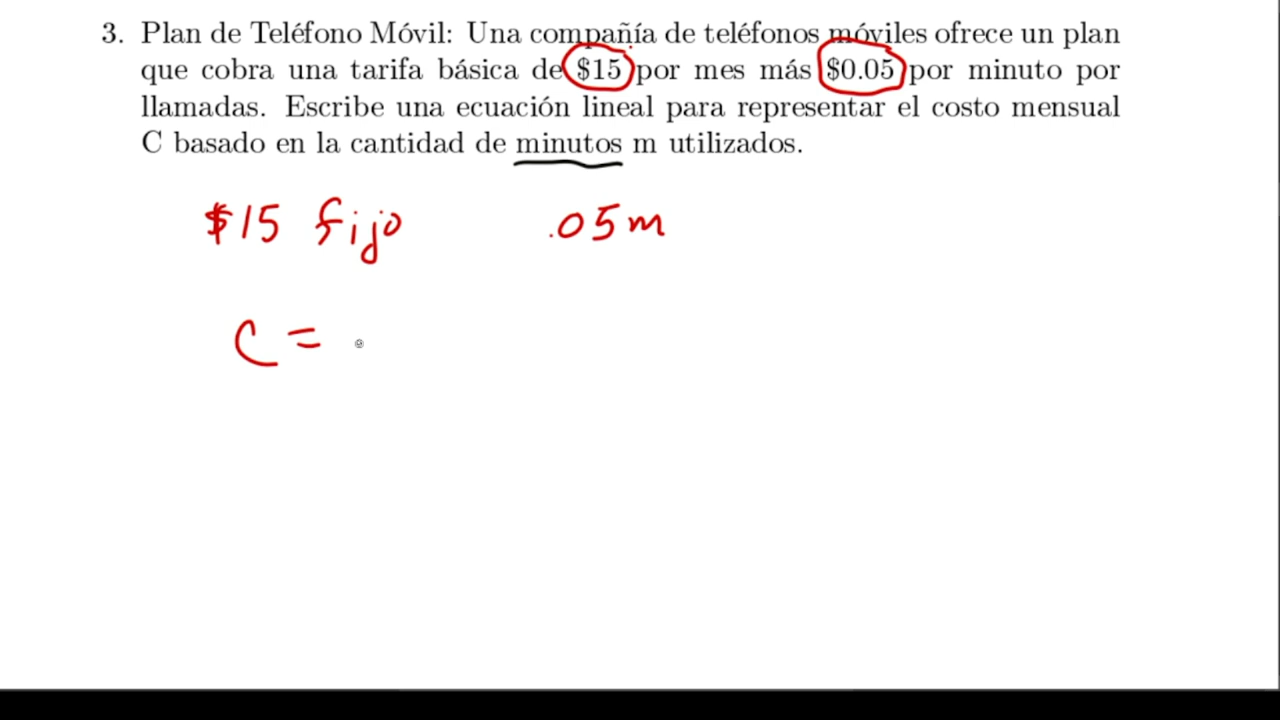 3. Plan de Teléfono Móvil: Una compañía de teléfonos móviles ofrece un plan
que cobra una tarifa básica de $15 por mes más $0.05 por minuto por
llamadas. Escribe una ecuación lineal para representar el costo mensual
C basado en la cantidad de minutos m utilizados.
$15 fijo .05m
C =